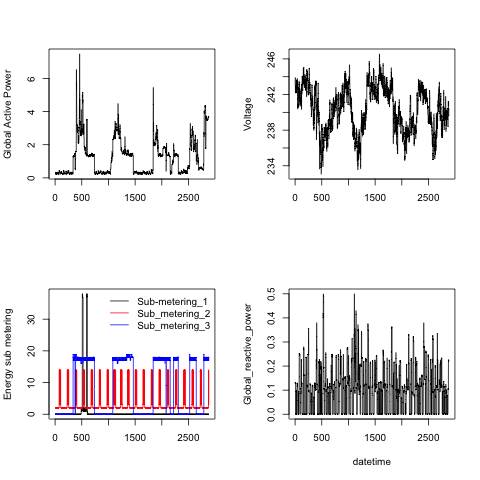 Global Active Power
0 2 4 6
0 500 1500 2500
Voltage
234 238 242 246
0 500 1500 2500
Energy sub metering
0 10 20 30
Sub-metering_1
Sub_metering_2
Sub_metering_3
0 500 1500 2500
Global_reactive_power
0.0 0.1 0.2 0.3 0.4 0.5
0 500 1500 2500
datetime